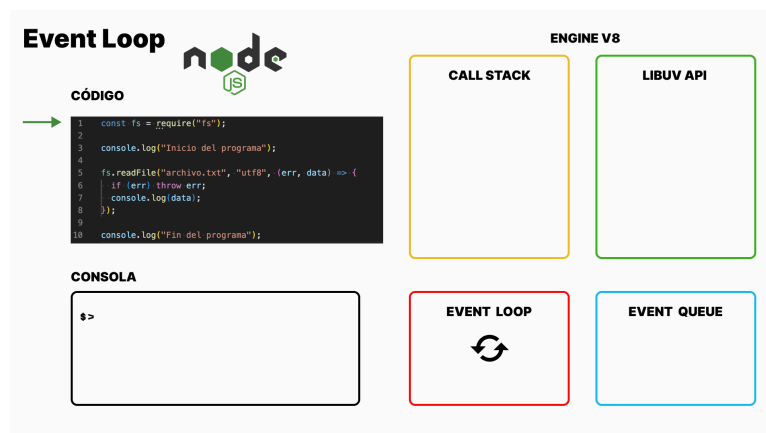 Event Loop
node
JS
ENGINE V8
CÓDIGO
1 const fs = require("fs");
2
3 console.log("Inicio del programa");
4
5 fs.readFile("archivo.txt", "utf8", (err, data) => {
6 if (err) throw err;
7 console.log(data);
8 });
9
10 console.log("Fin del programa");
CALL STACK
LIBUV API
CONSOLA
$>
EVENT LOOP
EVENT QUEUE